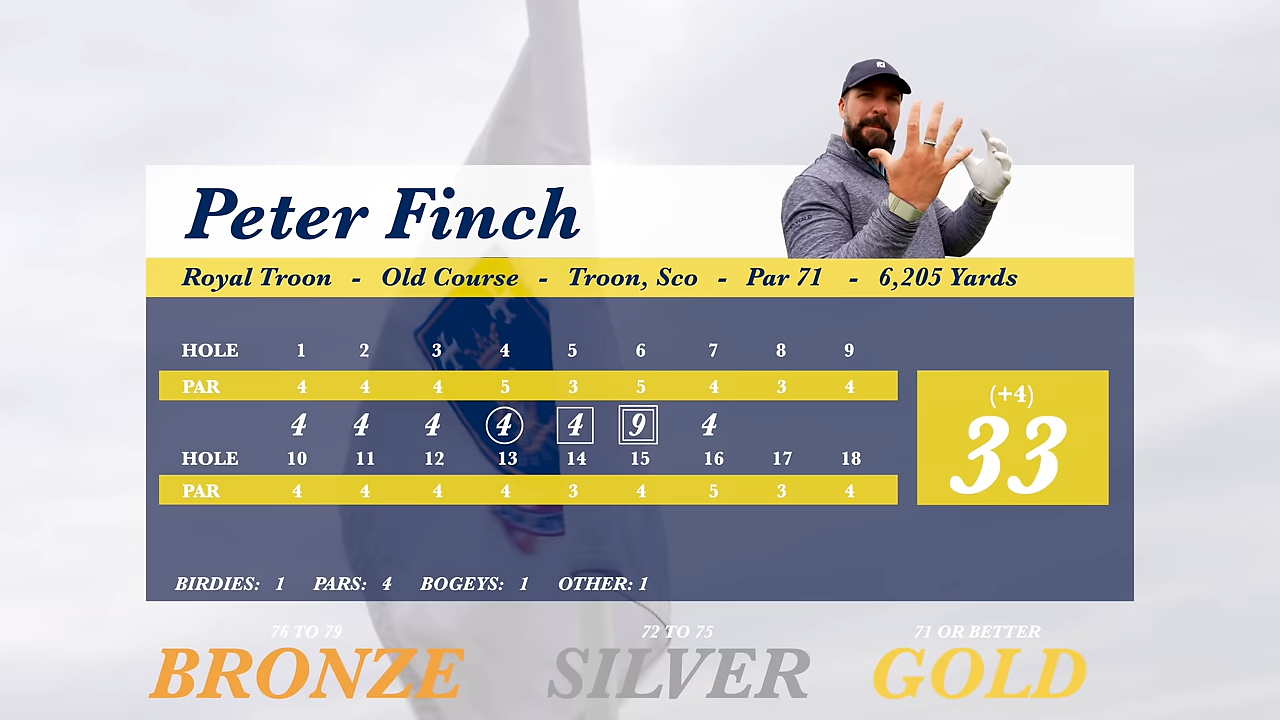 Peter Finch
Royal Troon - Old Course - Troon, Sco - Par 71 - 6,205 Yards
HOLE 1 2 3 4 5 6 7 8 9
PAR 4 4 4 5 3 5 4 3 4
4 4 4 4 4 9 4
HOLE 10 11 12 13 14 15 16 17 18
PAR 4 4 4 4 3 4 5 3 4
(+4)
33
BIRDIES: 1 PARS: 4 BOGEYS: 1 OTHER: 1
76 TO 79 72 TO 75 71 OR BETTER
BRONZE SILVER GOLD